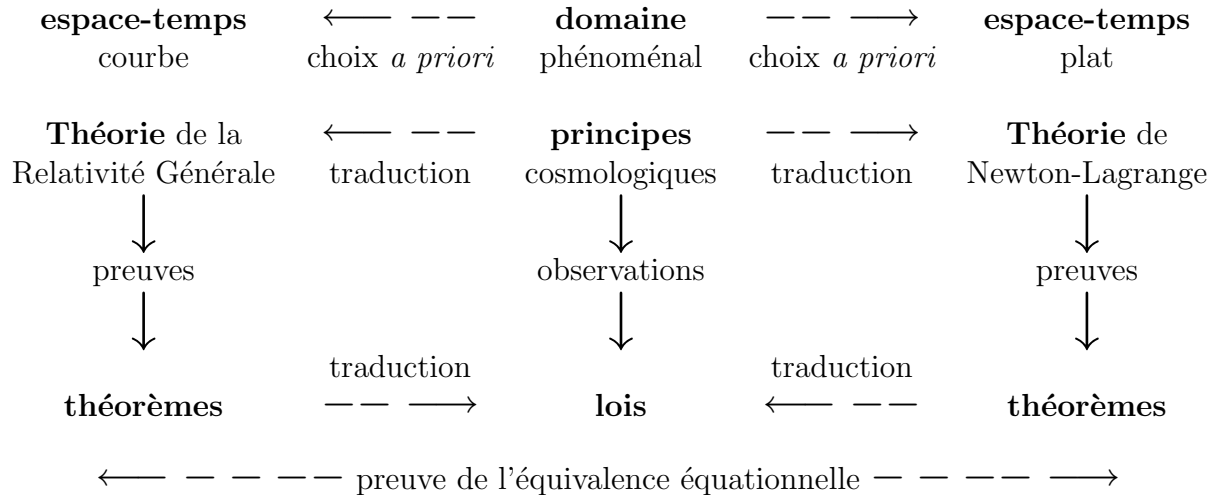 espace-temps domaine espace-temps
courbe choix a priori phénoménal choix a priori plat
Théorie de la principes Théorie de
Relativité Générale traduction cosmologiques traduction Newton-Lagrange
preuves observations preuves
traduction traduction
théorèmes lois théorèmes
preuve de l'équivalence équationnelle